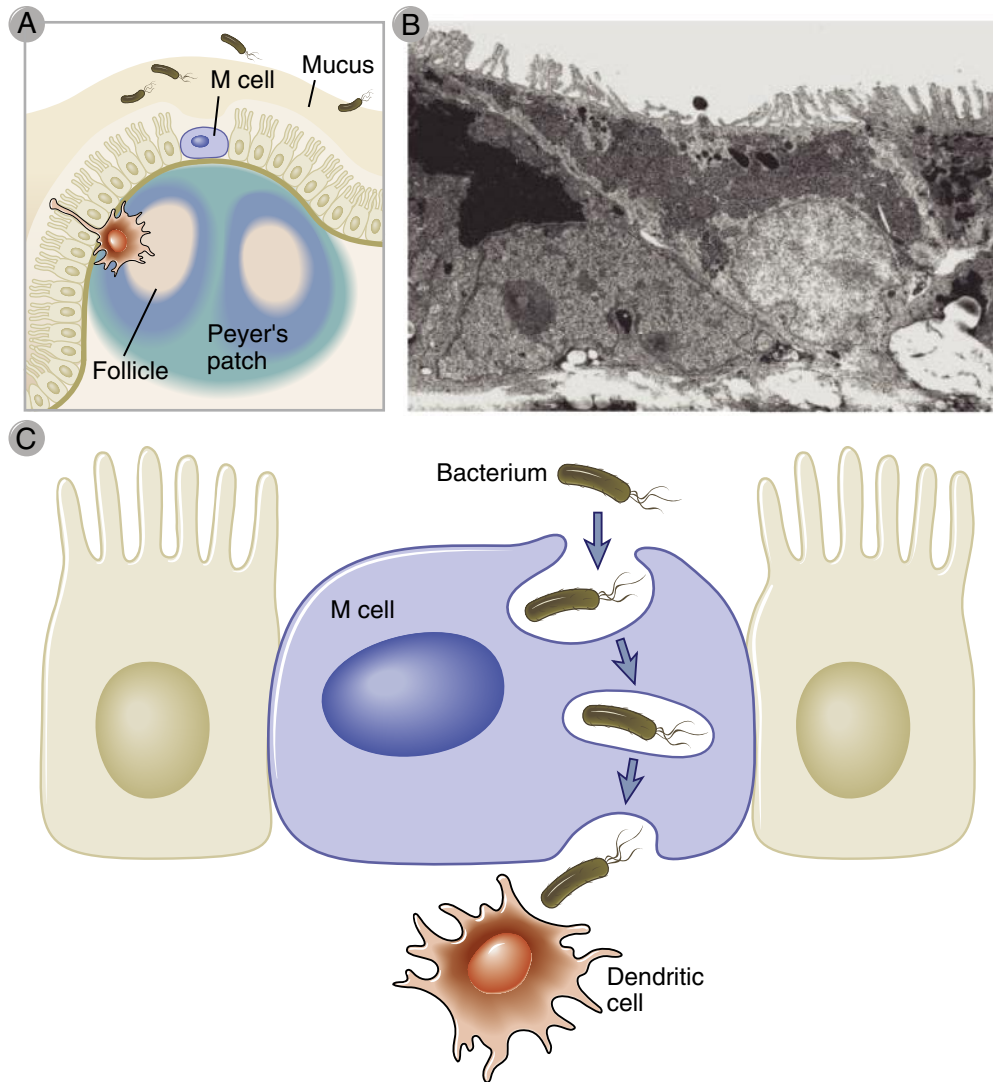 A
Mucus
M cell
Follicle
Peyer's
patch
B
C
Bacterium
M cell
Dendritic
cell